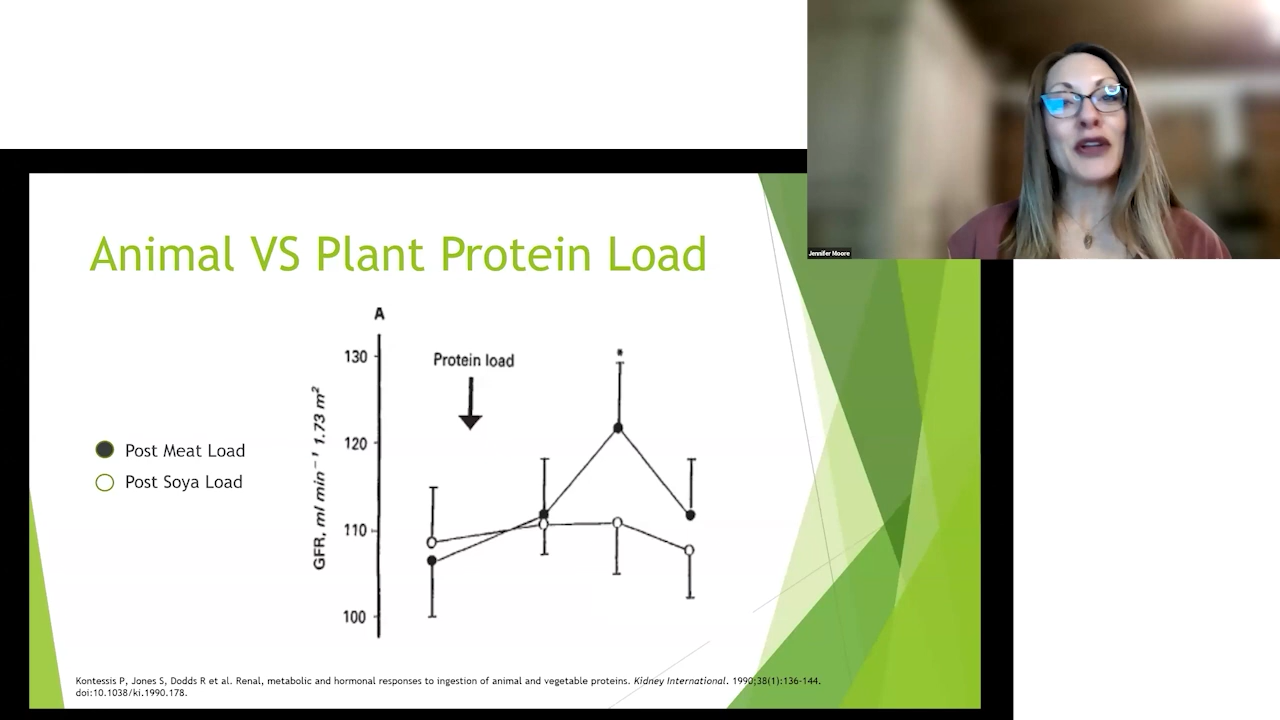 Jennifer Moore
Animal VS Plant Protein Load
A
130
120
110
100
GFR, ml min⁻¹ 1.73 m²
Protein load
*
Post Meat Load
Post Soya Load
Kontessis P, Jones S, Dodds R et al. Renal, metabolic and hormonal responses to ingestion of animal and vegetable proteins. Kidney International. 1990;38(1):136-144.
doi:10.1038/ki.1990.178.